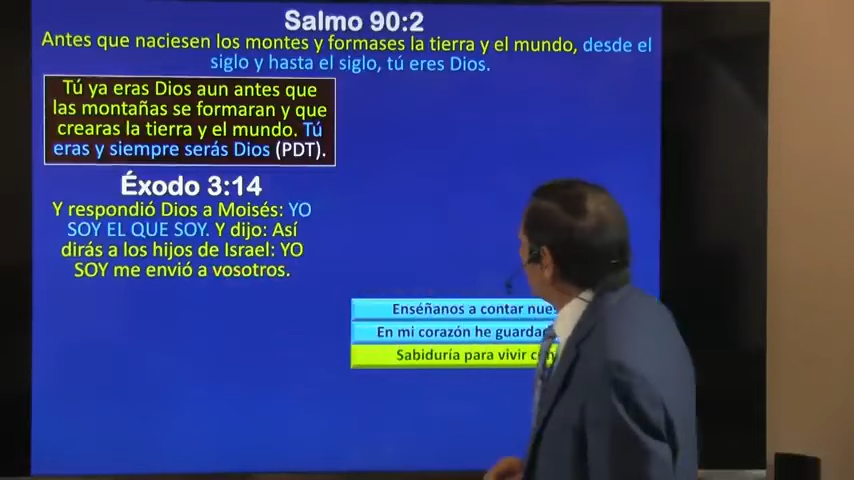 Salmo 90:2
Antes que naciesen los montes y formases la tierra y el mundo, desde el
siglo y hasta el siglo, tú eres Dios.
Tú ya eras Dios aun antes que
las montañas se formaran y que
crearas la tierra y el mundo. Tú
eras y siempre serás Dios (PDT).
Éxodo 3:14
Y respondió Dios a Moisés: YO
SOY EL QUE SOY. Y dijo: Así
dirás a los hijos de Israel: YO
SOY me envió a vosotros.
Enséñanos a contar
En mi corazón he
Sabiduría para vivir